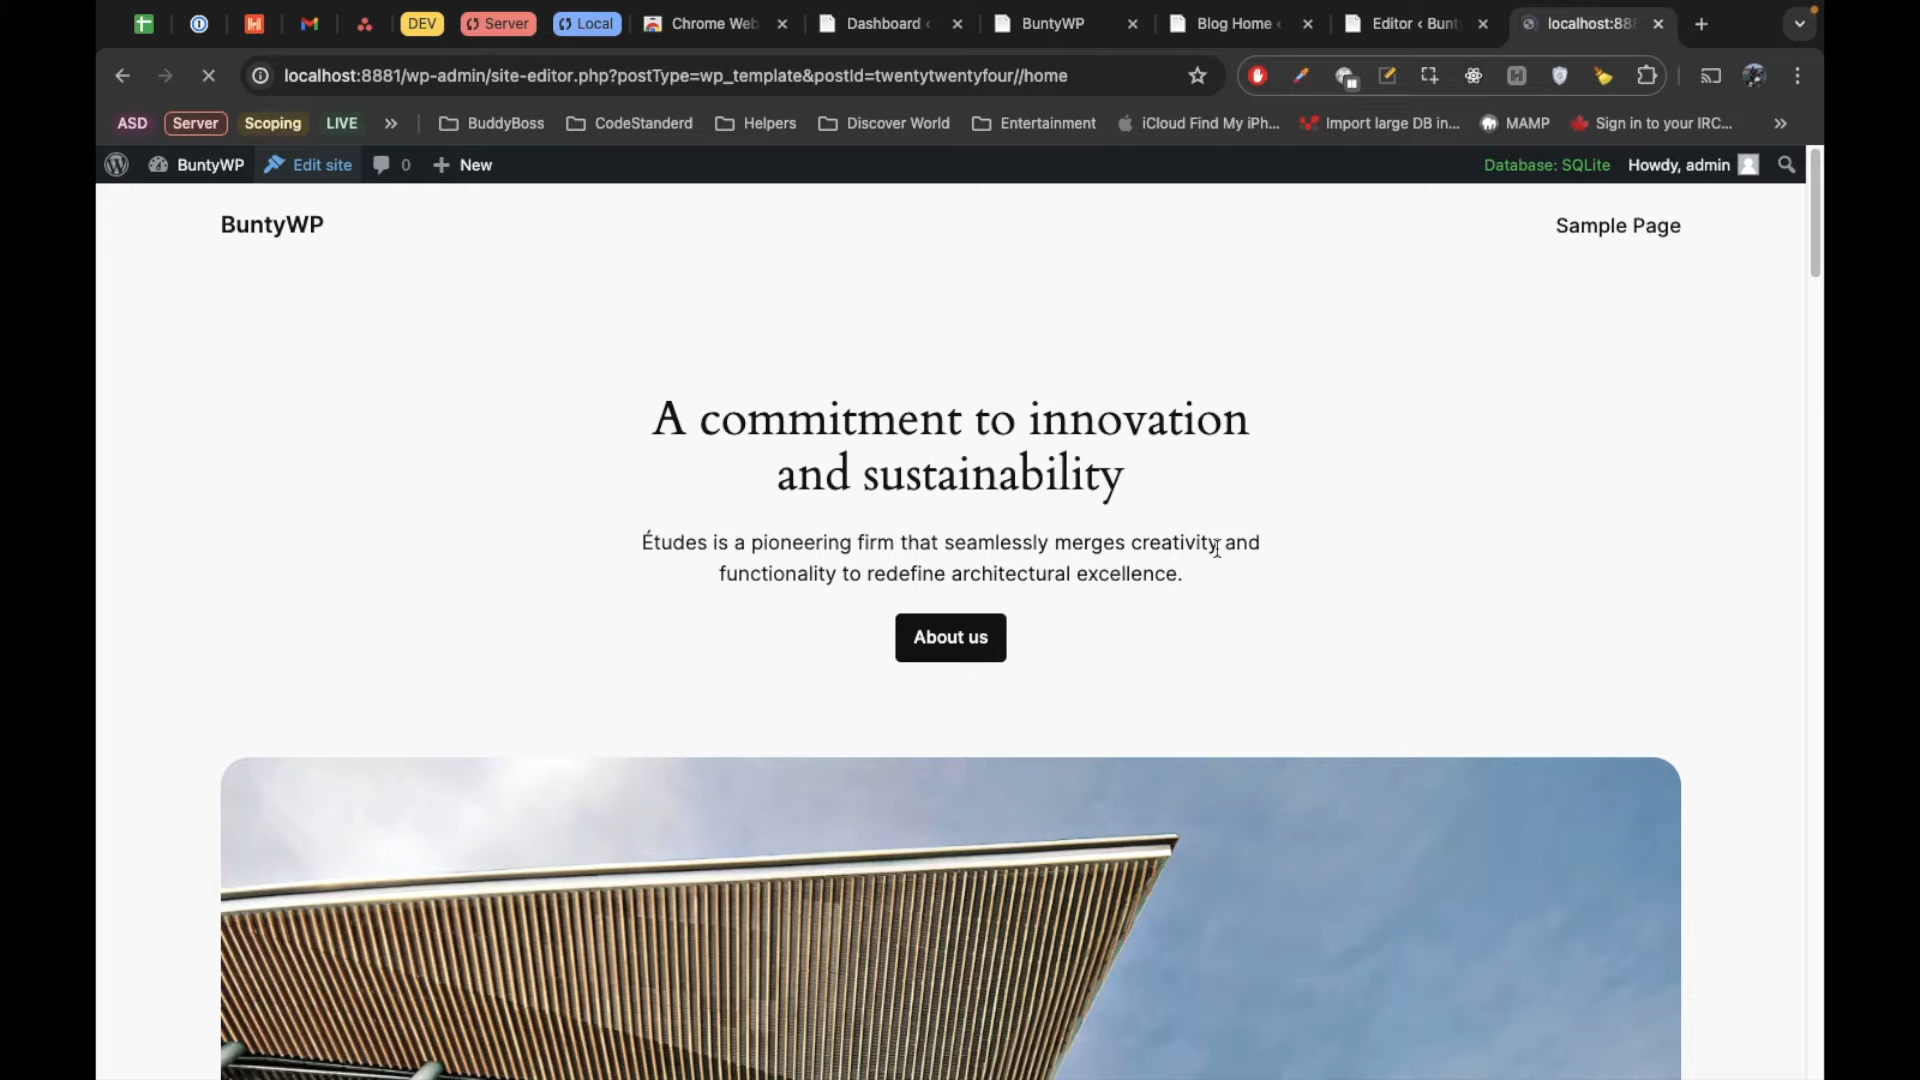 DEV
Server
Local
Chrome Web
Dashboard ‹
BuntyWP
Blog Home ‹
Editor ‹ Bunt
localhost:888
localhost:8881/wp-admin/site-editor.php?postType=wp_template&postId=twentytwentyfour//home
ASD
Server
Scoping
LIVE
»
BuddyBoss
CodeStanderd
Helpers
Discover World
Entertainment
iCloud Find My iPh...
Import large DB in...
MAMP
Sign in to your IRC...
»
BuntyWP
Edit site
0
New
Database: SQLite
Howdy, admin
BuntyWP
Sample Page
A commitment to innovation
and sustainability
Études is a pioneering firm that seamlessly merges creativity and
functionality to redefine architectural excellence.
About us